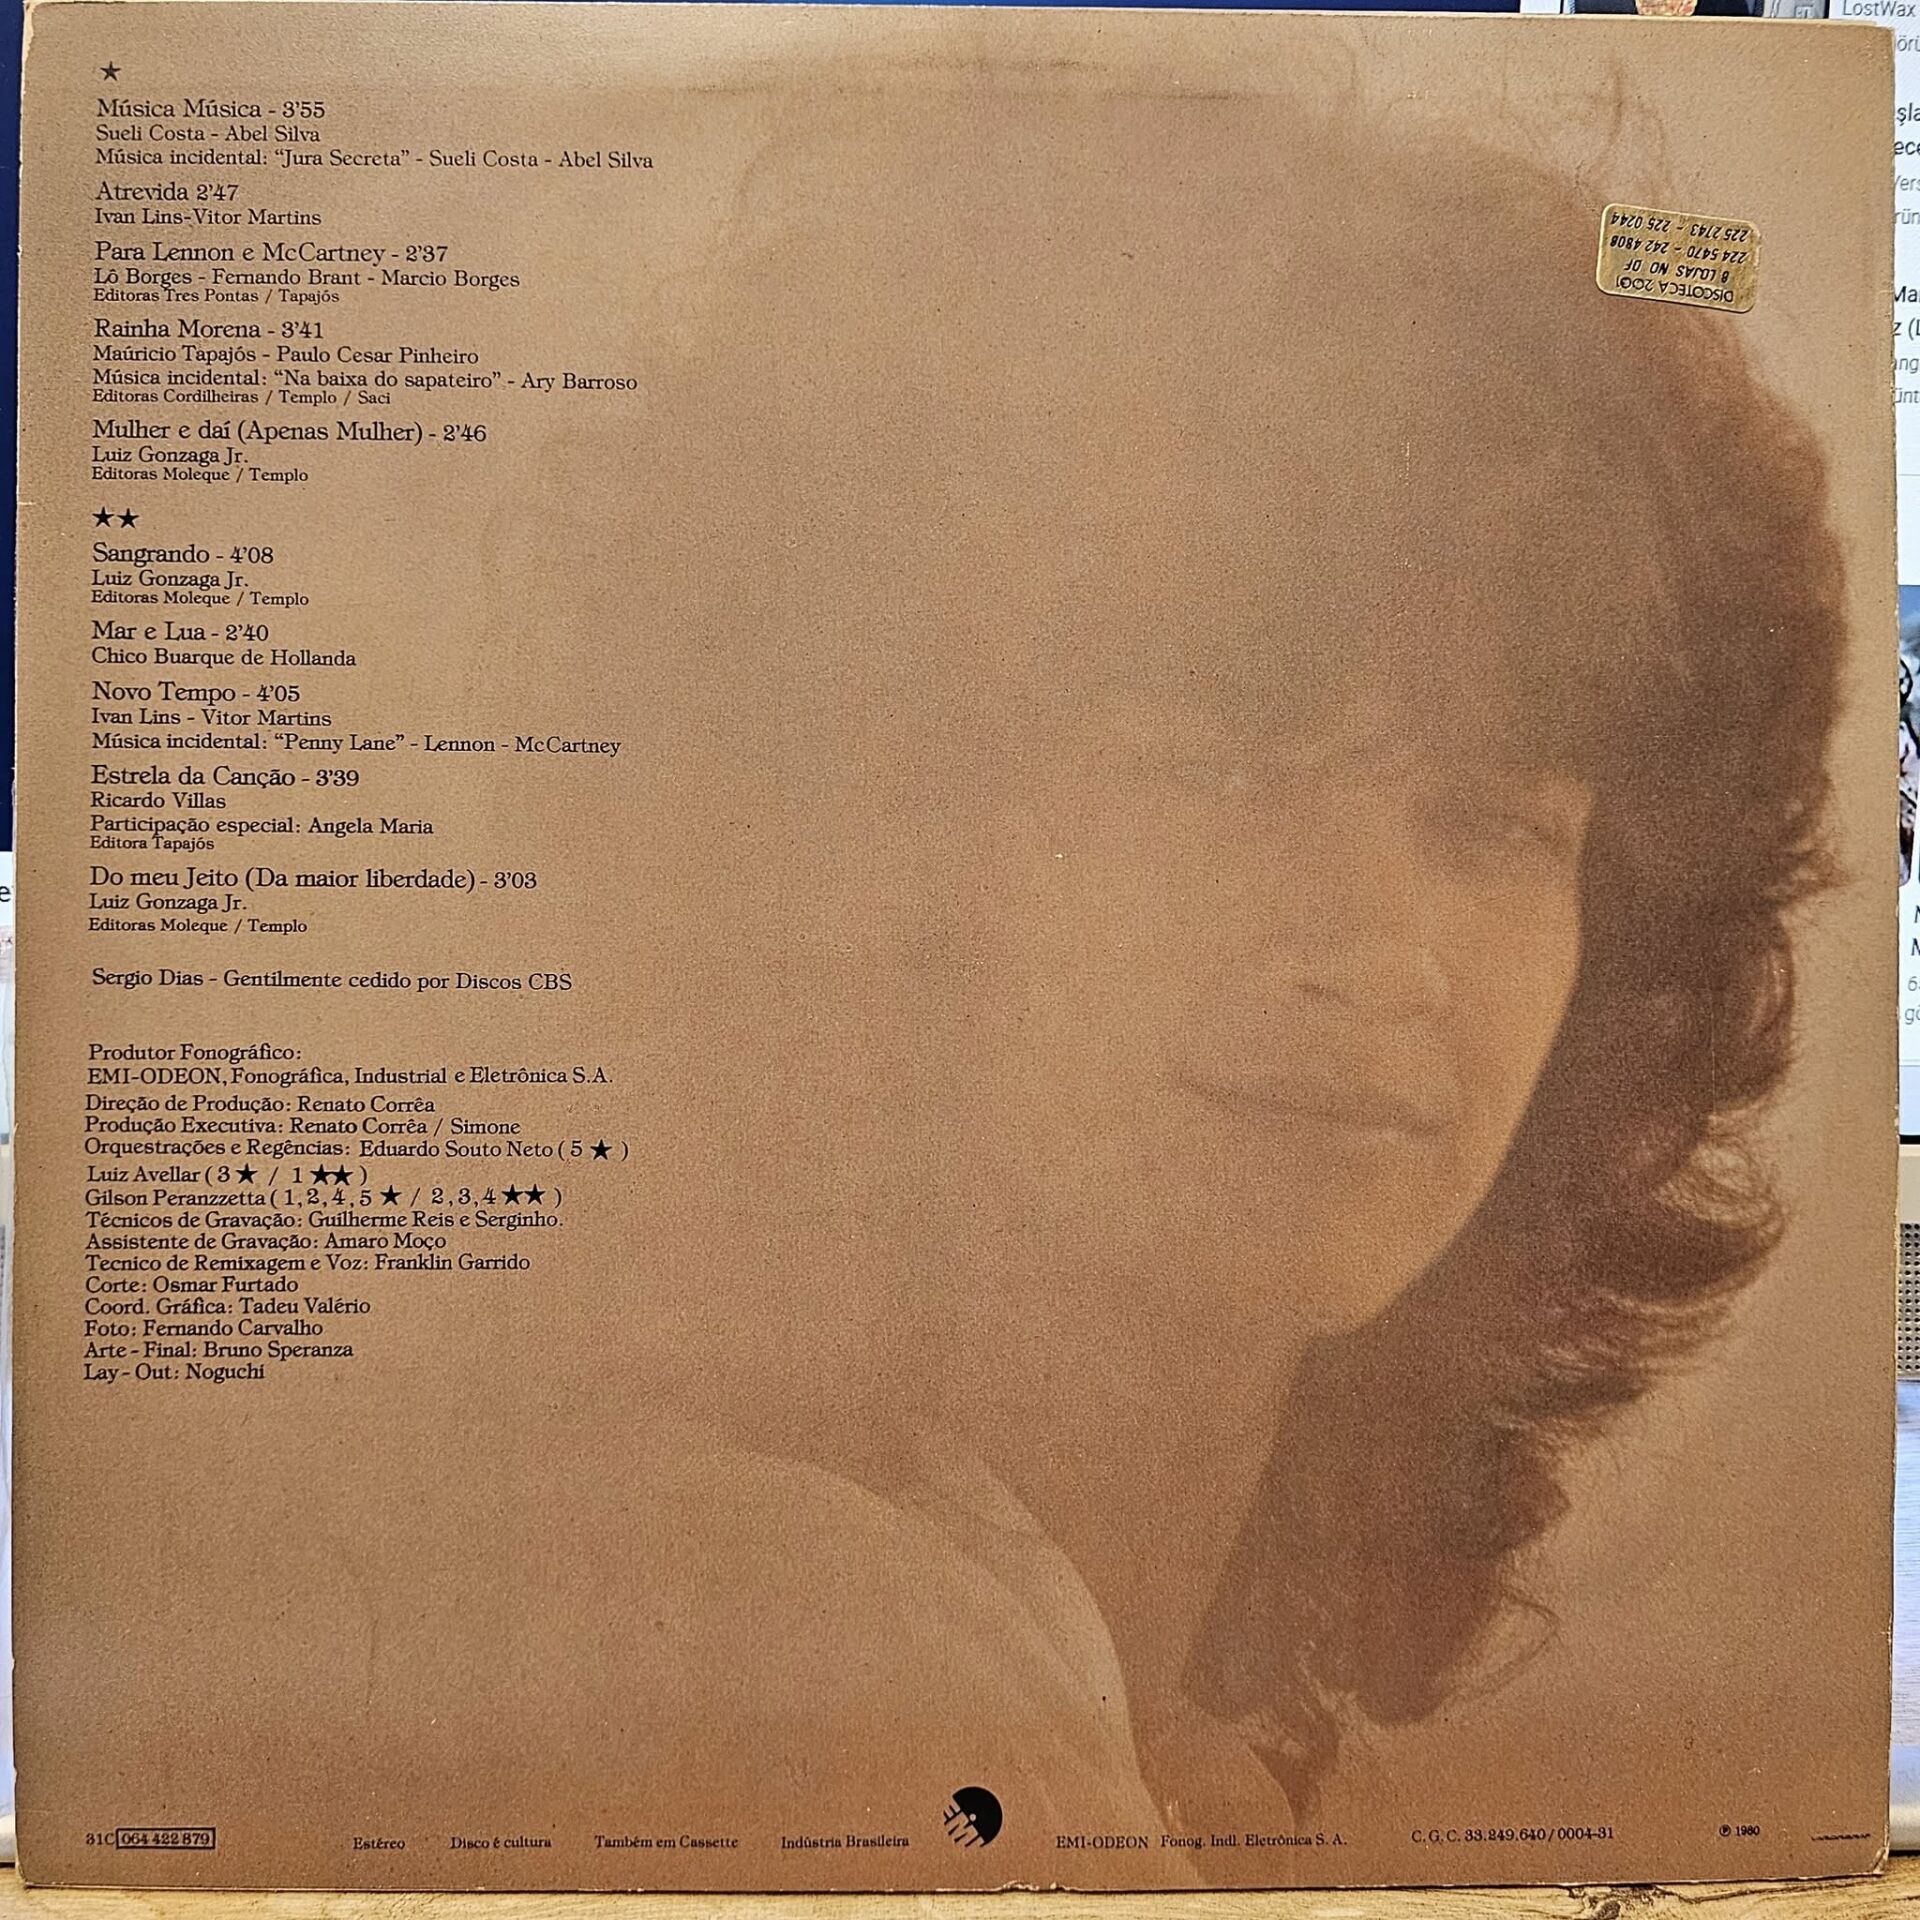 ★
Música Música - 3'55
Sueli Costa - Abel Silva
Música incidental: “Jura Secreta” - Sueli Costa - Abel Silva
Atrevida 2'47
Ivan Lins-Vitor Martins
Para Lennon e McCartney - 2'37
Lô Borges - Fernando Brant - Marcio Borges
Editoras Tres Pontas / Tapajós
Rainha Morena - 3'41
Maúricio Tapajós - Paulo Cesar Pinheiro
Música incidental: “Na baixa do sapateiro” - Ary Barroso
Editoras Cordilheiras / Templo / Saci
Mulher e daí (Apenas Mulher) - 2'46
Luiz Gonzaga Jr.
Editoras Moleque / Templo
★★
Sangrando - 4'08
Luiz Gonzaga Jr.
Editoras Moleque / Templo
Mar e Lua - 2'40
Chico Buarque de Hollanda
Novo Tempo - 4'05
Ivan Lins - Vitor Martins
Música incidental: “Penny Lane” - Lennon - McCartney
Estrela da Canção - 3'39
Ricardo Villas
Participação especial: Angela Maria
Editora Tapajós
Do meu Jeito (Da maior liberdade) - 3'03
Luiz Gonzaga Jr.
Editoras Moleque / Templo
Sergio Dias - Gentilmente cedido por Discos CBS
Produtor Fonográfico:
EMI-ODEON, Fonográfica, Industrial e Eletrônica S.A.
Direção de Produção: Renato Corrêa
Produção Executiva: Renato Corrêa / Simone
Orquestrações e Regências: Eduardo Souto Neto ( 5 ★ )
Luiz Avellar ( 3 ★ / 1 ★★ )
Gilson Peranzzetta ( 1, 2, 4, 5 ★ / 2, 3, 4 ★★ )
Técnicos de Gravação: Guilherme Reis e Serginho.
Assistente de Gravação: Amaro Moço
Tecnico de Remixagem e Voz: Franklin Garrido
Corte: Osmar Furtado
Coord. Gráfica: Tadeu Valério
Foto: Fernando Carvalho
Arte - Final: Bruno Speranza
Lay - Out: Noguchi
DISCOTECA 2001
8 LOJAS NO DF
224 5470 - 242 4808
225 2743 - 225 0244
31C 064 422 879
Estéreo
Disco é cultura
Também em Cassette
Indústria Brasileira
EMI
EMI-ODEON Fonog. Indl. Eletrônica S. A.
C. G. C. 33.249.640 / 0004-31
℗ 1980
LostWax